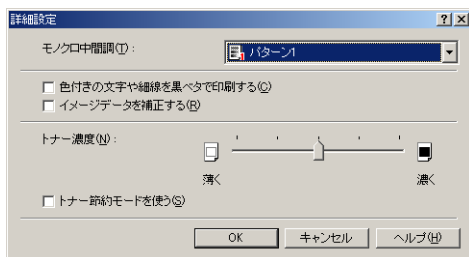 詳細設定
モノクロ中間調(T):
パターン1
色付きの文字や細線を黒ベタで印刷する(C)
イメージデータを補正する(R)
トナー濃度(N):
薄く
濃く
トナー節約モードを使う(S)
OK
キャンセル
ヘルプ(H)